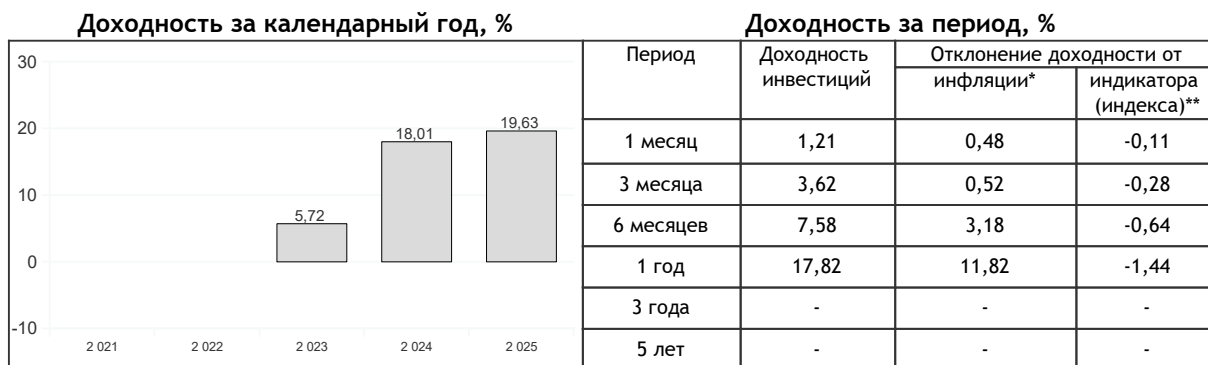 Доходность за календарный год, %
30
20
10
0
-10
5,72
18,01
19,63
2 021 2 022 2 023 2 024 2 025
Доходность за период, %
Период Доходность инвестиций Отклонение доходности от
инфляции* индикатора (индекса)**
1 месяц 1,21 0,48 -0,11
3 месяца 3,62 0,52 -0,28
6 месяцев 7,58 3,18 -0,64
1 год 17,82 11,82 -1,44
3 года - - -
5 лет - - -